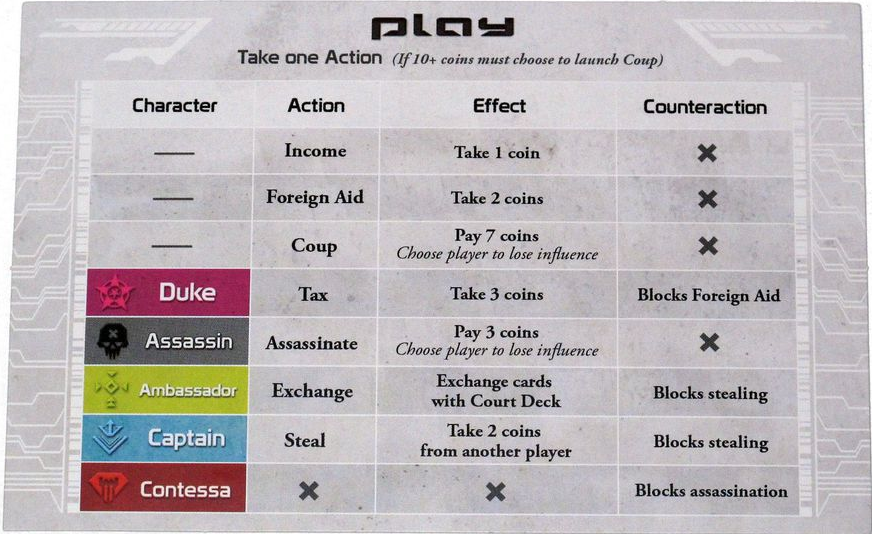 play
Take one Action (If 10+ coins must choose to launch Coup)
Character Action Effect Counteraction
— Income Take 1 coin ✖
— Foreign Aid Take 2 coins ✖
— Coup Pay 7 coins ✖
Choose player to lose influence
Duke Tax Take 3 coins Blocks Foreign Aid
Assassin Assassinate Pay 3 coins ✖
Choose player to lose influence
Ambassador Exchange Exchange cards Blocks stealing
with Court Deck
Captain Steal Take 2 coins Blocks stealing
from another player
Contessa ✖ ✖ Blocks assassination